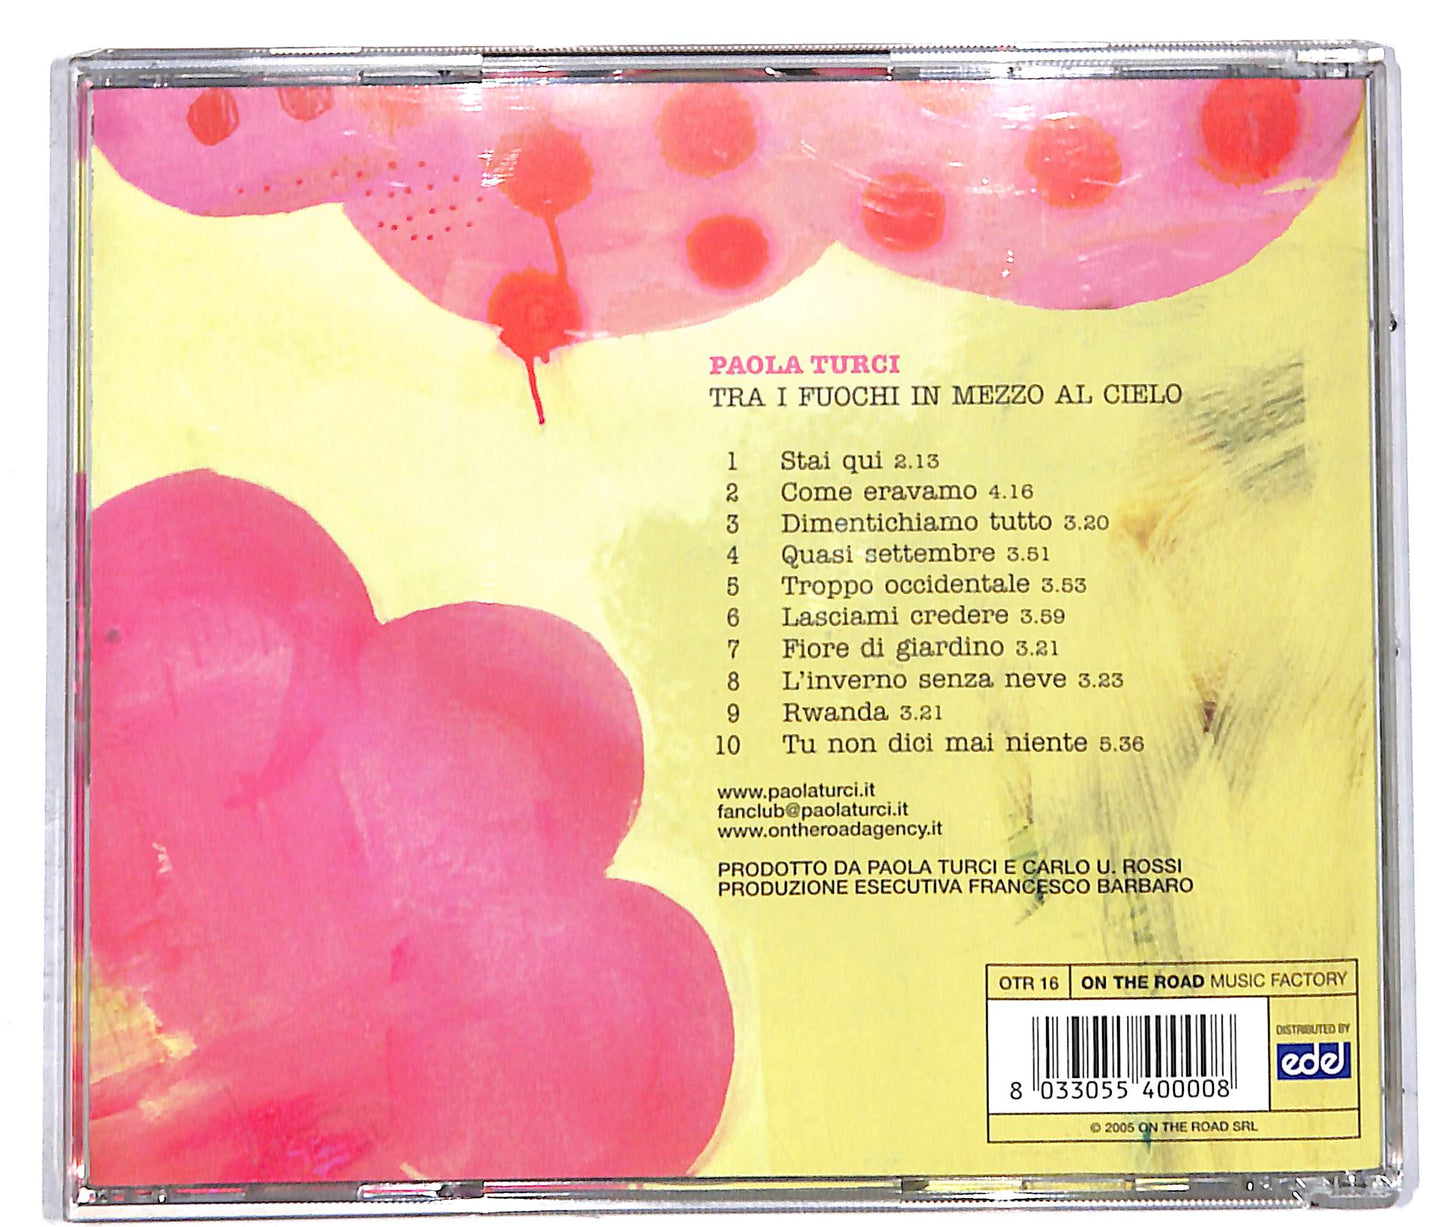 PAOLA TURCI
TRA I FUOCHI IN MEZZO AL CIELO
1 Stai qui 2.13
2 Come eravamo 4.16
3 Dimentichiamo tutto 3.20
4 Quasi settembre 3.51
5 Troppo occidentale 3.53
6 Lasciami credere 3.59
7 Fiore di giardino 3.21
8 L'inverno senza neve 3.23
9 Rwanda 3.21
10 Tu non dici mai niente 5.36
www.paolaturci.it
fanclub@paolaturci.it
www.ontheroadagency.it
PRODOTTO DA PAOLA TURCI E CARLO U. ROSSI
PRODUZIONE ESECUTIVA FRANCESCO BARBARO
OTR 16 ON THE ROAD MUSIC FACTORY
DISTRIBUTED BY
edel
8 033055 400008
© 2005 ON THE ROAD SRL